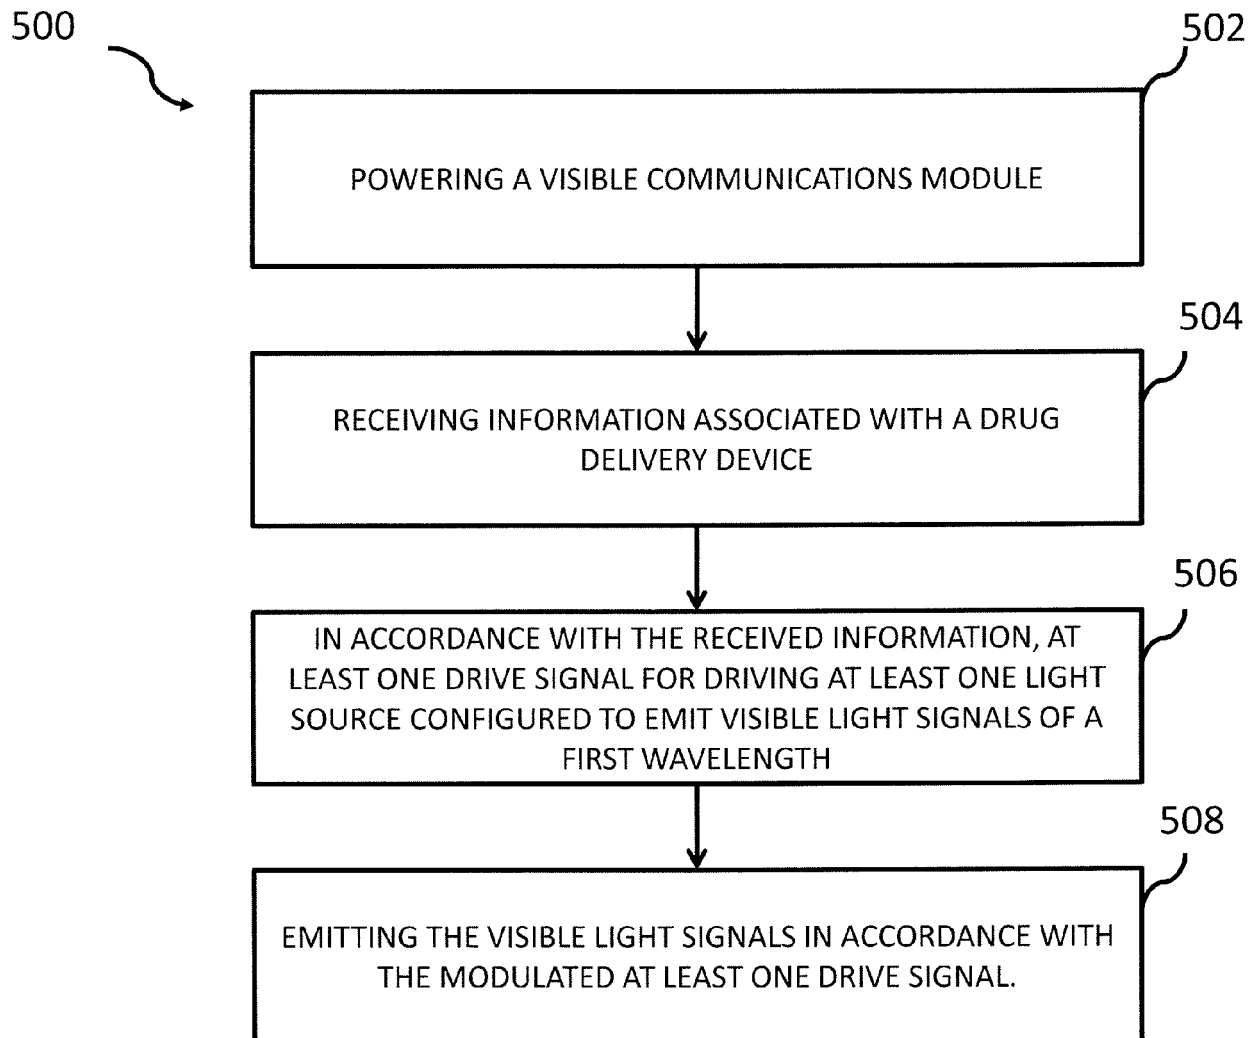 500
502
POWERING A VISIBLE COMMUNICATIONS MODULE
504
RECEIVING INFORMATION ASSOCIATED WITH A DRUG
DELIVERY DEVICE
506
IN ACCORDANCE WITH THE RECEIVED INFORMATION, AT
LEAST ONE DRIVE SIGNAL FOR DRIVING AT LEAST ONE LIGHT
SOURCE CONFIGURED TO EMIT VISIBLE LIGHT SIGNALS OF A
FIRST WAVELENGTH
508
EMITTING THE VISIBLE LIGHT SIGNALS IN ACCORDANCE WITH
THE MODULATED AT LEAST ONE DRIVE SIGNAL.